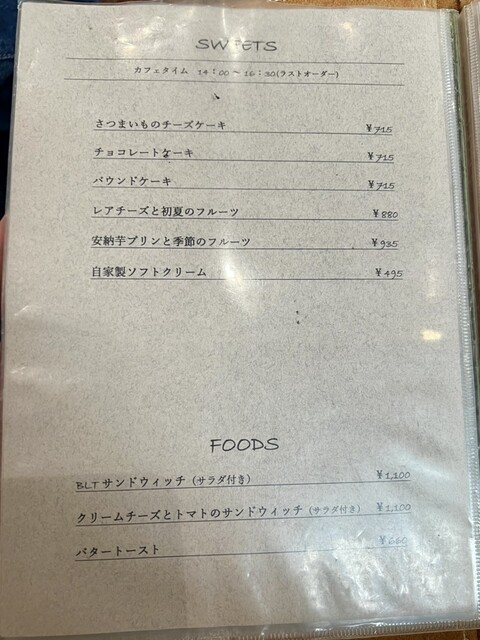 SWEETS
カフェタイム 14：00～16：30(ラストオーダー)
さつまいものチーズケーキ ¥715
チョコレートケーキ ¥715
パウンドケーキ ¥715
レアチーズと初夏のフルーツ ¥880
安納芋プリンと季節のフルーツ ¥935
自家製ソフトクリーム ¥495
FOODS
BLTサンドウィッチ（サラダ付き） ¥1,100
クリームチーズとトマトのサンドウィッチ（サラダ付き） ¥1,100
バタートースト ¥660